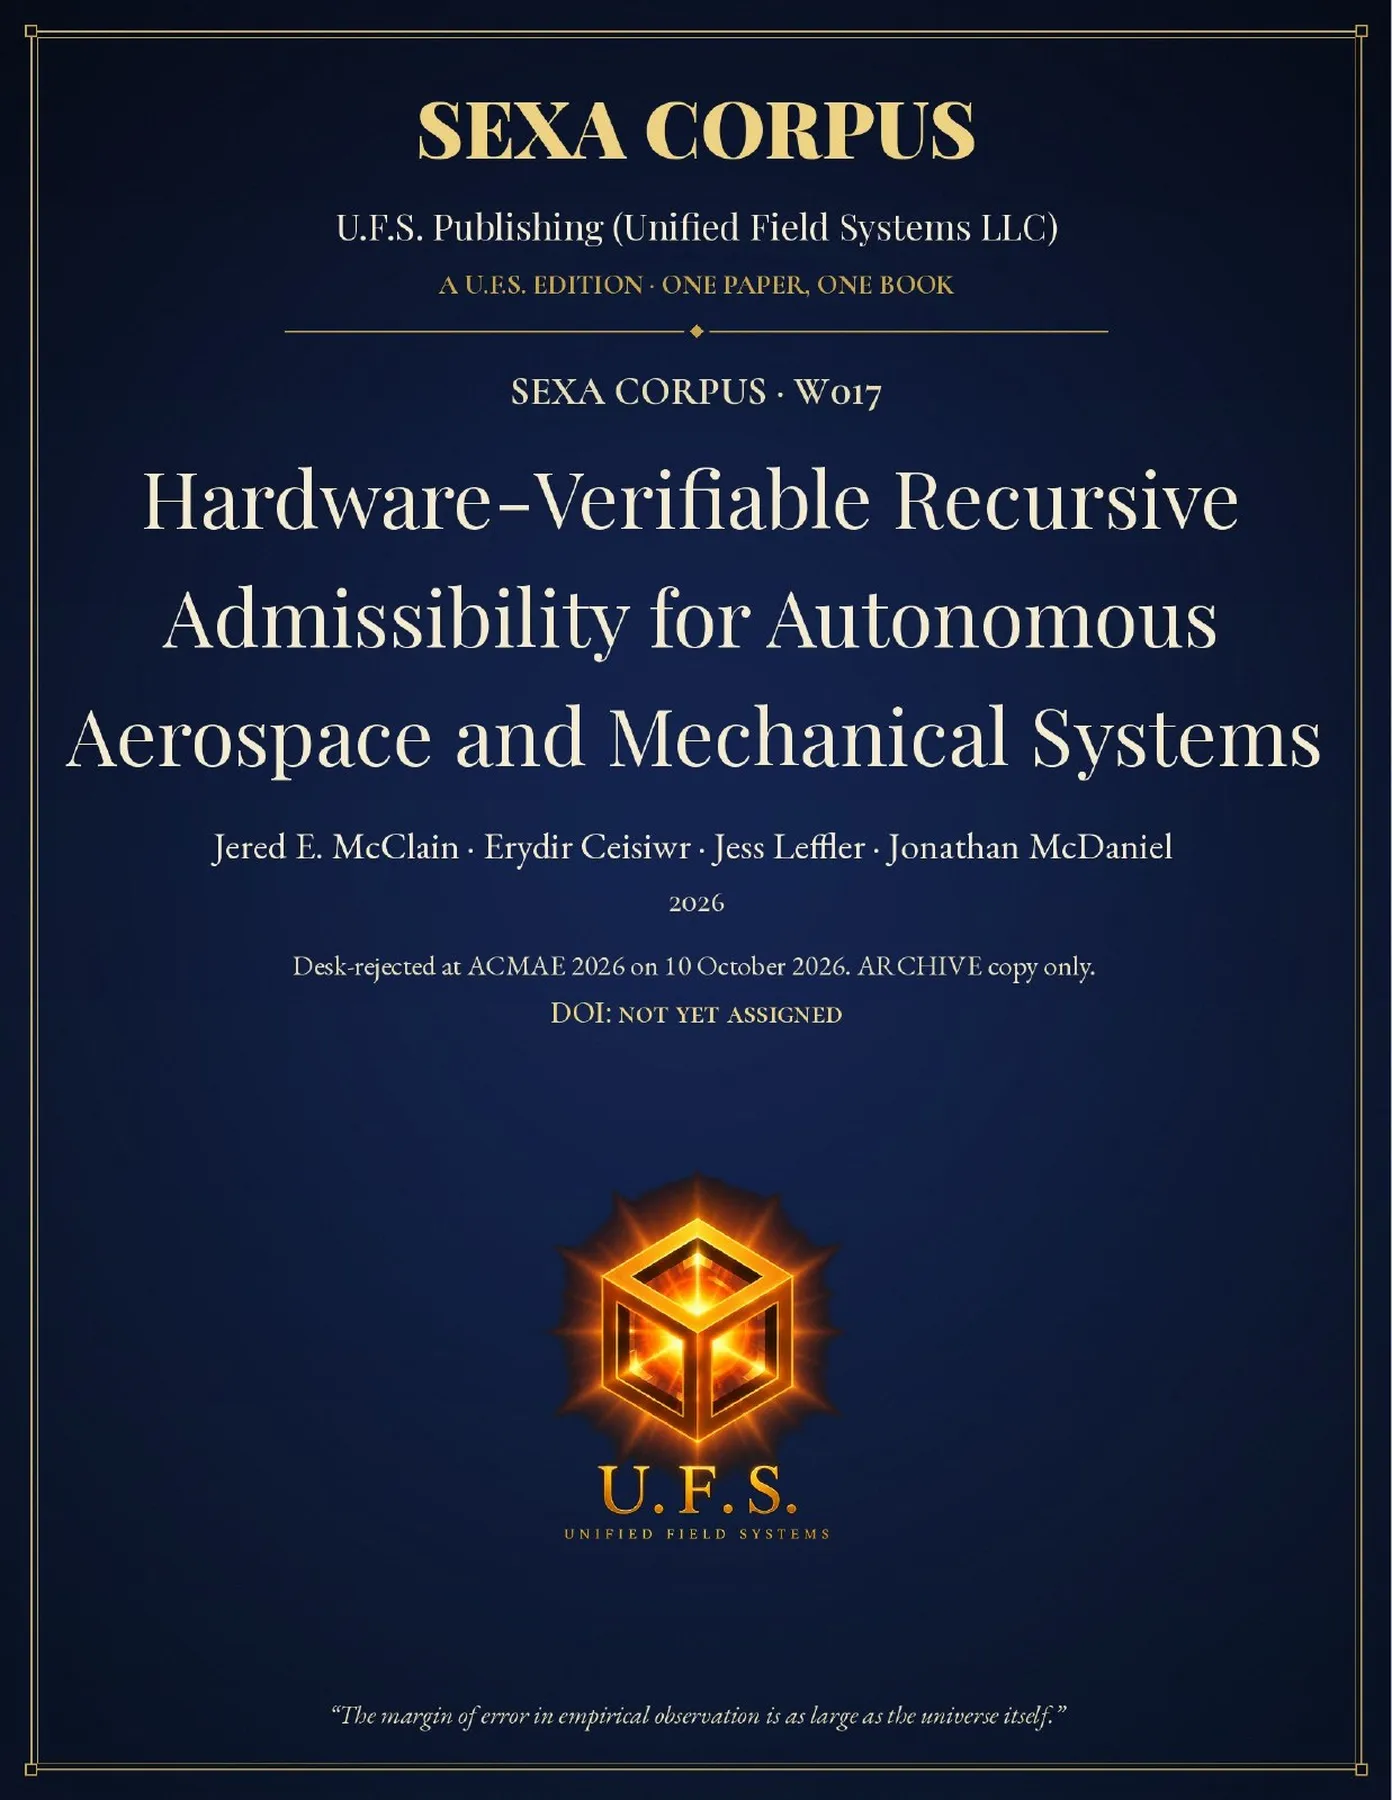 SEXA CORPUS
U.F.S. Publishing (Unified Field Systems LLC)
A U.F.S. EDITION · ONE PAPER, ONE BOOK
SEXA CORPUS · W017
Hardware-Verifiable Recursive
Admissibility for Autonomous
Aerospace and Mechanical Systems
Jered E. McClain · Erydir Ceisiwr · Jess Leffler · Jonathan McDaniel
2026
Desk-rejected at ACMAE 2026 on 10 October 2026. ARCHIVE copy only.
DOI: NOT YET ASSIGNED
U.F.S.
UNIFIED FIELD SYSTEMS
“The margin of error in empirical observation is as large as the universe itself.”